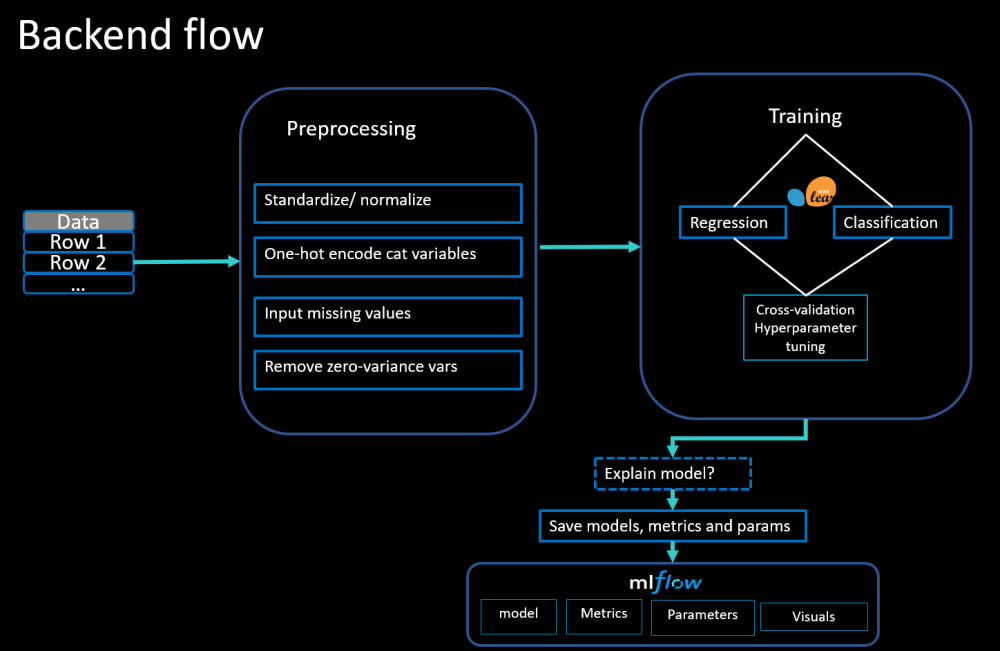 Backend flow
Data
Row 1
Row 2
...
Preprocessing
Standardize/ normalize
One-hot encode cat variables
Input missing values
Remove zero-variance vars
Training
Regression
Classification
Cross-validation
Hyperparameter
tuning
Explain model?
Save models, metrics and params
mlflow
model
Metrics
Parameters
Visuals